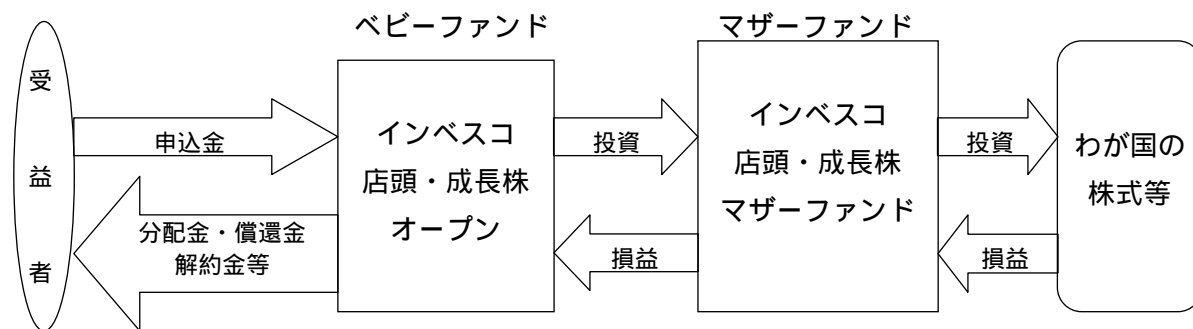 ベビーファンド
マザーファンド
受
益
者
申込金
分配金・償還金
解約金等
インベスコ
店頭・成長株
オープン
投資
損益
インベスコ
店頭・成長株
マザーファンド
投資
損益
わが国の
株式等